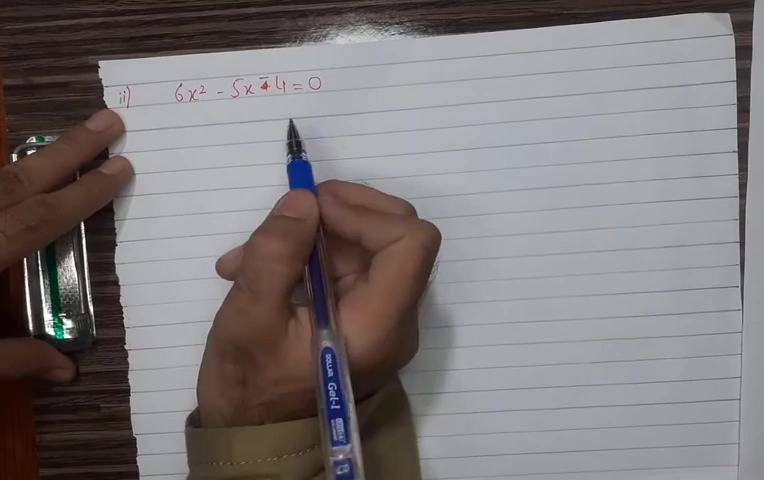 ii) 6x² - 5x - 4 = 0
DOLLAR Gel-I